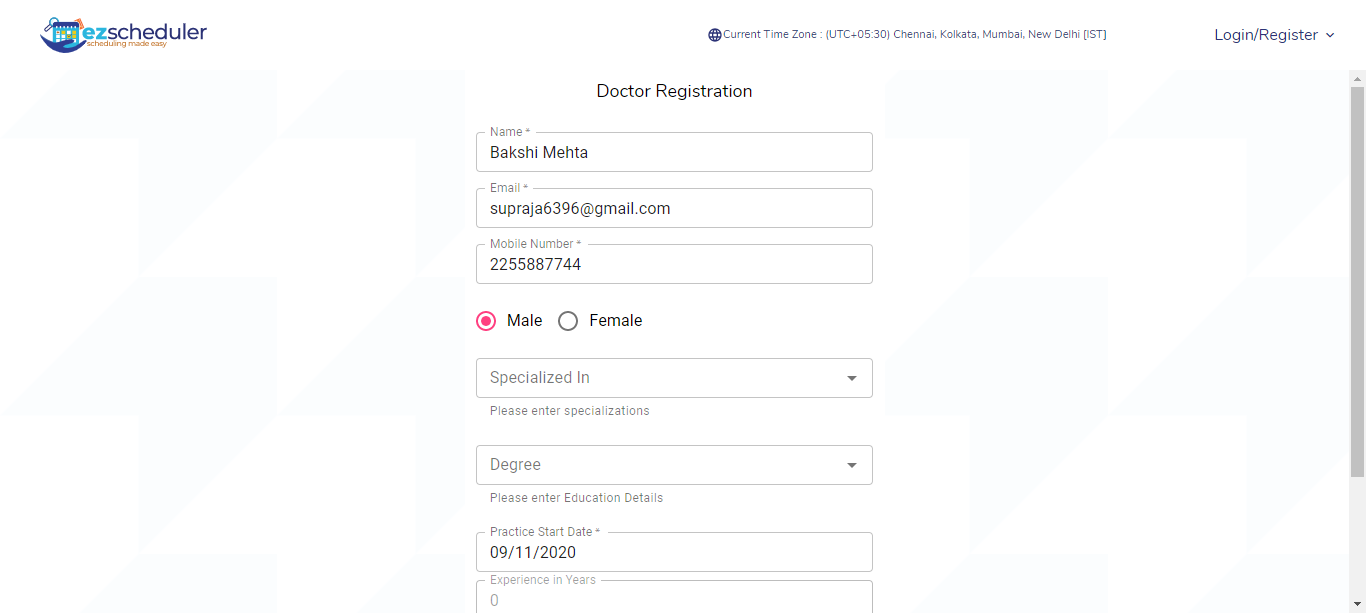 ezscheduler
scheduling made easy
Current Time Zone : (UTC+05:30) Chennai, Kolkata, Mumbai, New Delhi [IST]
Login/Register
Doctor Registration
Name *
Bakshi Mehta
Email *
supraja6396@gmail.com
Mobile Number *
2255887744
Male Female
Specialized In
Please enter specializations
Degree
Please enter Education Details
Practice Start Date *
09/11/2020
Experience in Years
0